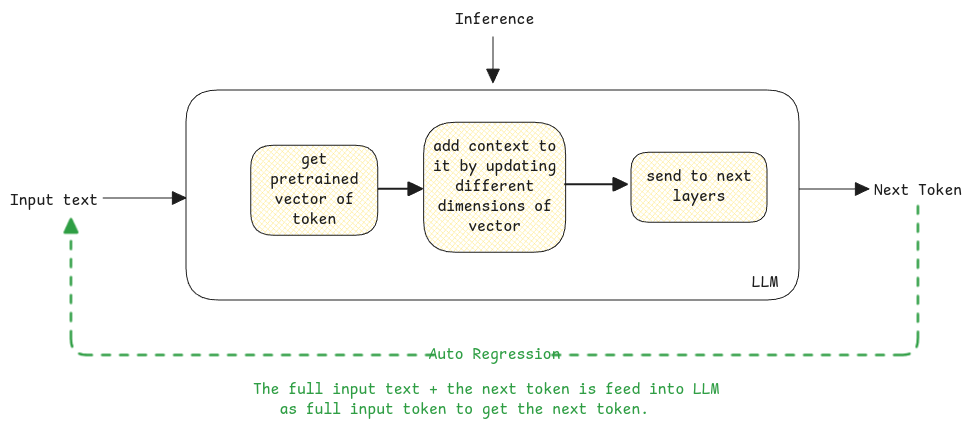 Inference
Input text
get
pretrained
vector of
token
add context to
it by updating
different
dimensions of
vector
send to next
layers
Next Token
LLM
Auto Regression
The full input text + the next token is feed into LLM
as full input token to get the next token.